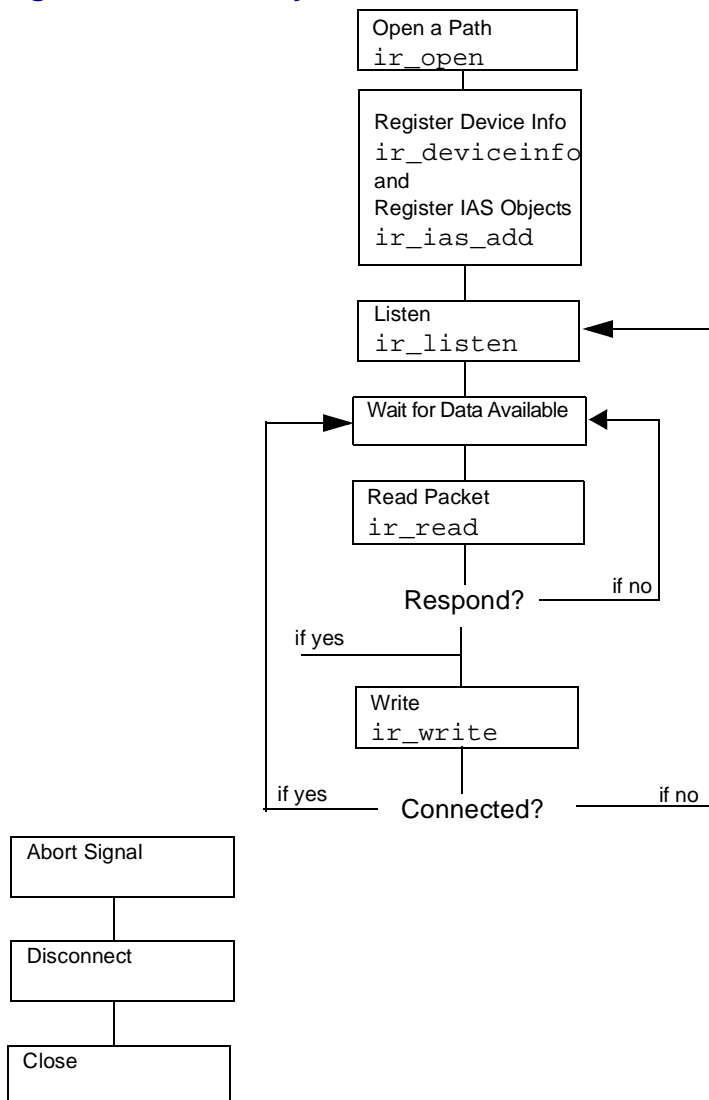 Open a Path
ir_open
Register Device Info
ir_deviceinfo
and
Register IAS Objects
ir_ias_add
Listen
ir_listen
Wait for Data Available
Read Packet
ir_read
Respond?
if no
if yes
Write
ir_write
if yes
Connected?
if no
Abort Signal
Disconnect
Close